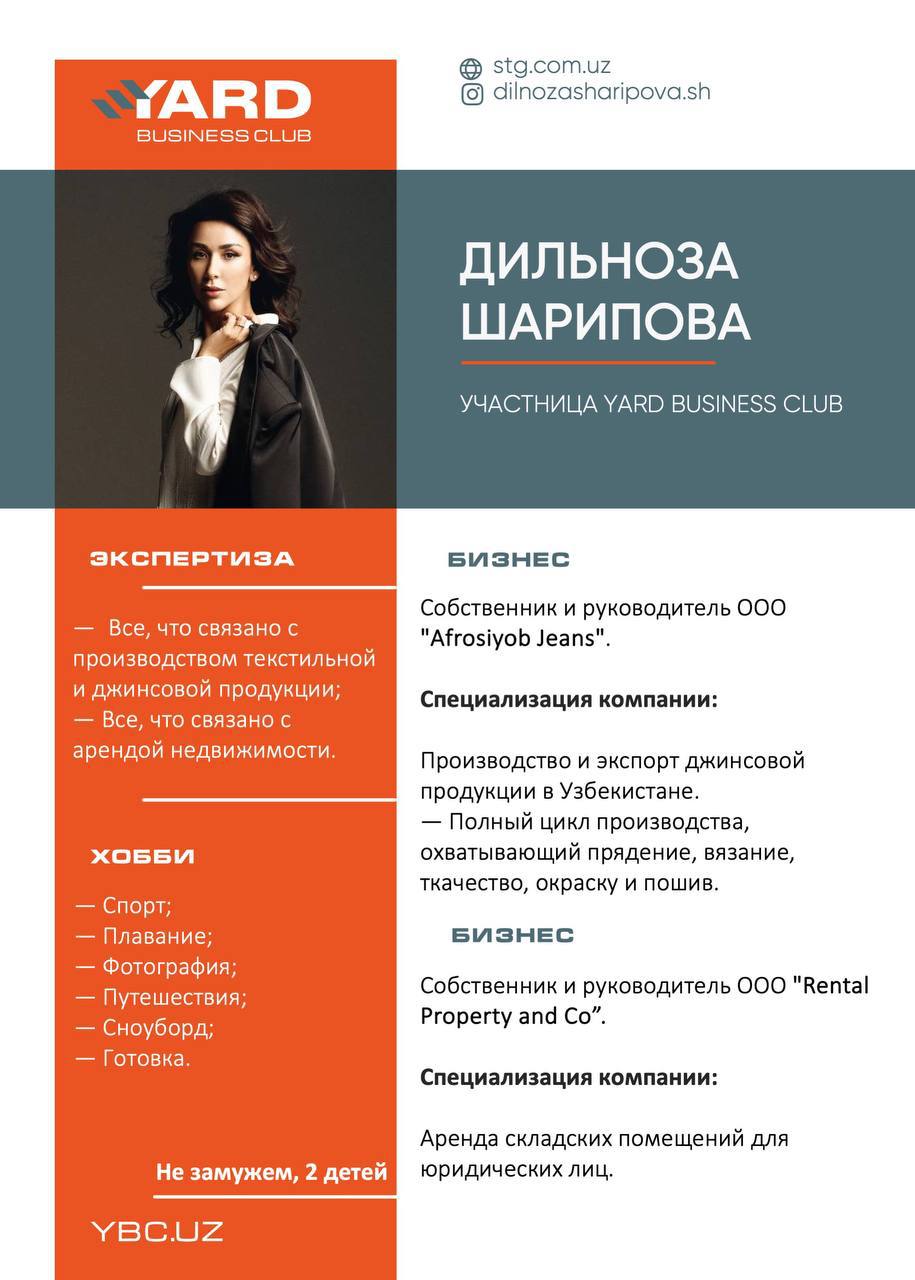 YARD
BUSINESS CLUB
stg.com.uz
dilnozasharipova.sh
ДИЛЬНОЗА
ШАРИПОВА
УЧАСТНИЦА YARD BUSINESS CLUB
ЭКСПЕРТИЗА
— Все, что связано с
производством текстильной
и джинсовой продукции;
— Все, что связано с
арендой недвижимости.
ХОББИ
— Спорт;
— Плавание;
— Фотография;
— Путешествия;
— Сноуборд;
— Готовка.
Не замужем, 2 детей
YBC.UZ
БИЗНЕС
Собственник и руководитель ООО
"Afrosiyob Jeans".
Специализация компании:
Производство и экспорт джинсовой
продукции в Узбекистане.
— Полный цикл производства,
охватывающий прядение, вязание,
ткачество, окраску и пошив.
БИЗНЕС
Собственник и руководитель ООО "Rental
Property and Co”.
Специализация компании:
Аренда складских помещений для
юридических лиц.